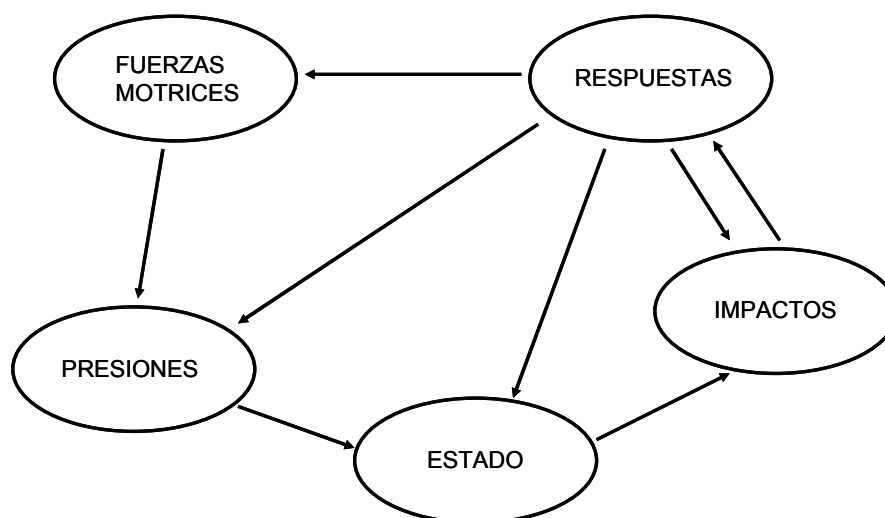 FUERZAS
MOTRICES
RESPUESTAS
IMPACTOS
PRESIONES
ESTADO